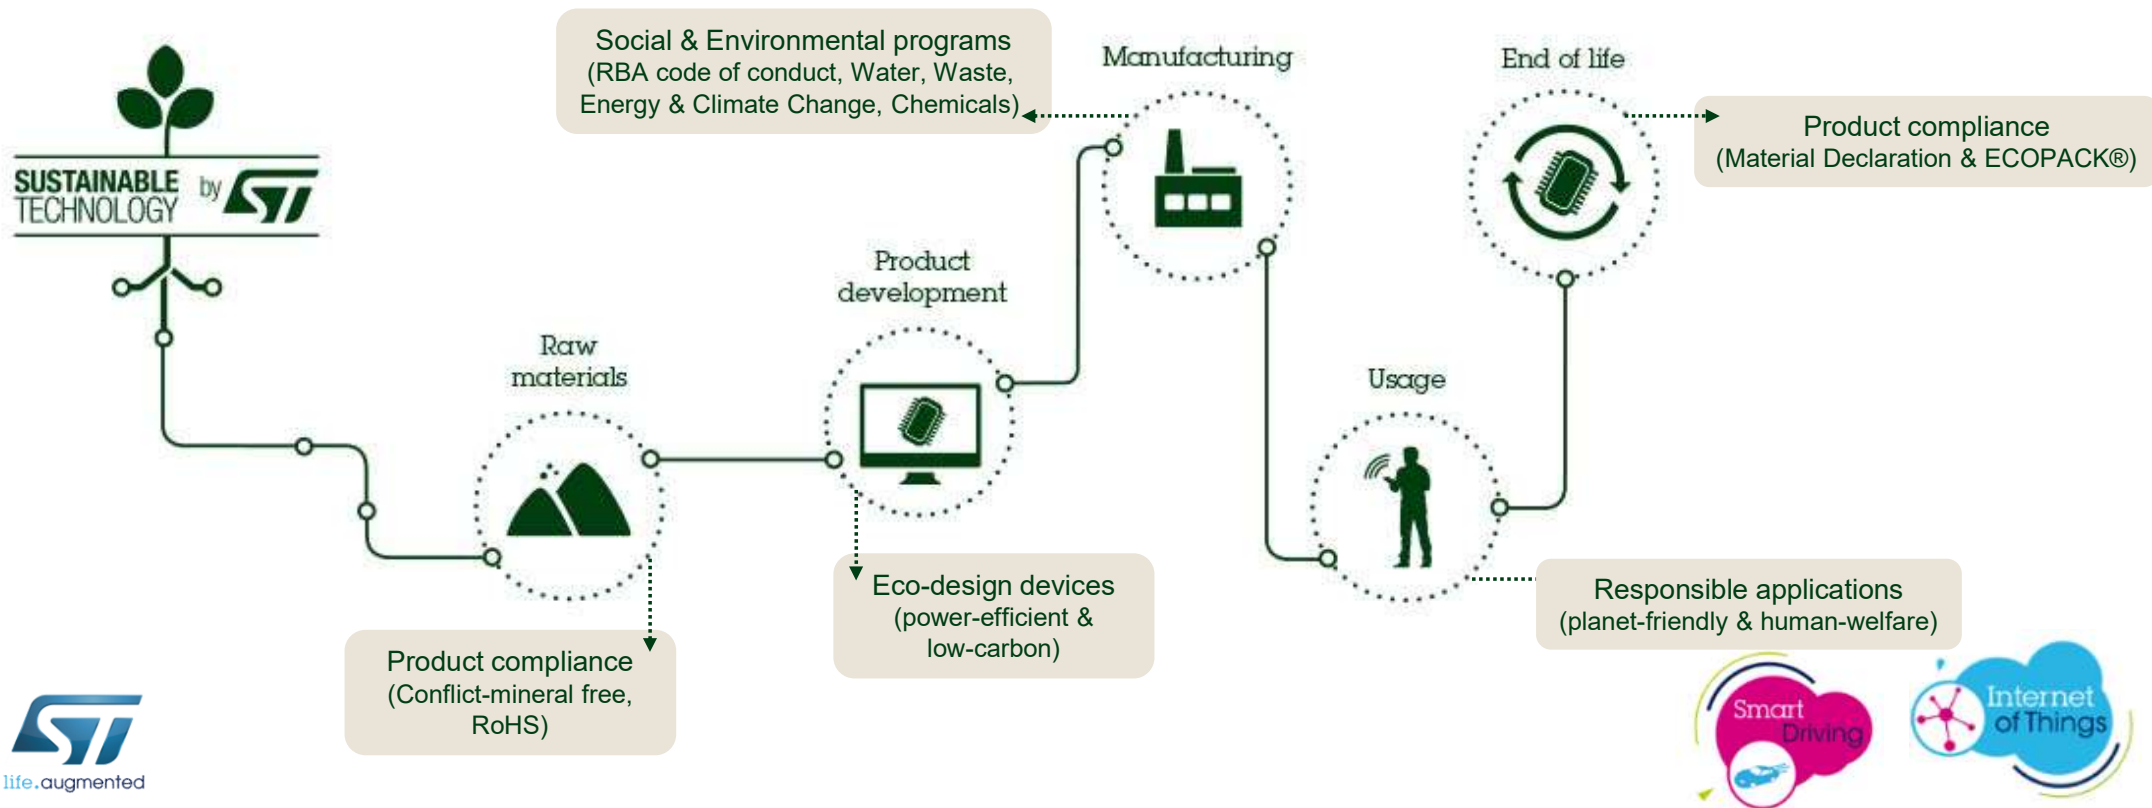 Social & Environmental programs
(RBA code of conduct, Water, Waste,
Energy & Climate Change, Chemicals)
Manufacturing
End of life
Product compliance
(Material Declaration & ECOPACK®)
SUSTAINABLE
TECHNOLOGY
by ST
Product
development
Raw
materials
Usage
Eco-design devices
(power-efficient &
low-carbon)
Responsible applications
(planet-friendly & human-welfare)
Product compliance
(Conflict-mineral free,
RoHS)
Smart
Driving
Internet
of Things
ST
life.augmented